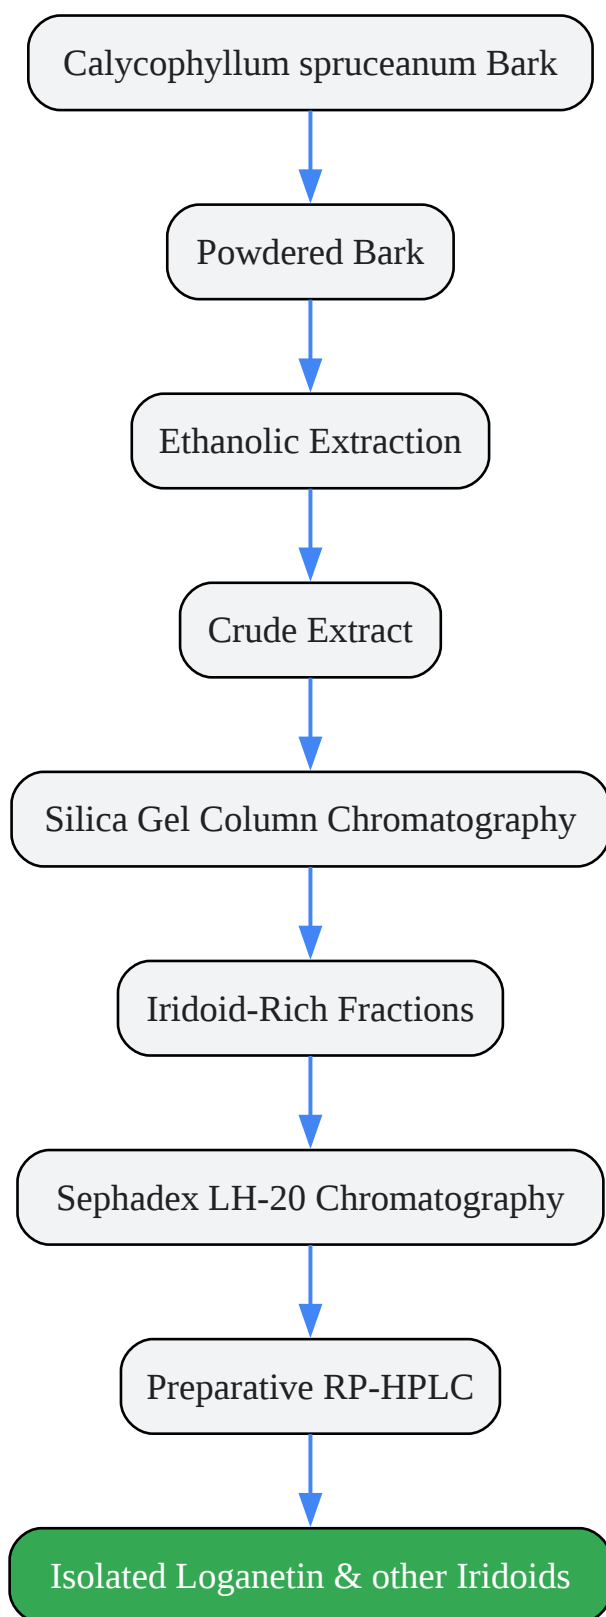 Calycophyllum spruceanum Bark
Powdered Bark
Ethanolic Extraction
Crude Extract
Silica Gel Column Chromatography
Iridoid-Rich Fractions
Sephadex LH-20 Chromatography
Preparative RP-HPLC
Isolated Loganetin & other Iridoids